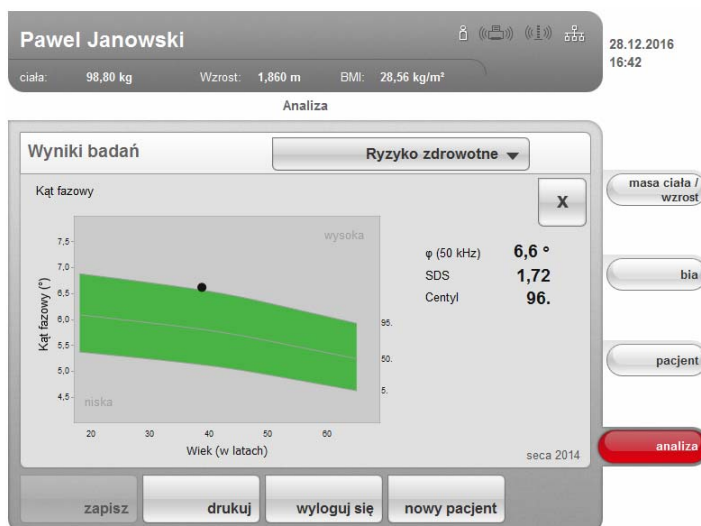 Pawel Janowski
28.12.2016
16:42
ciała: 98,80 kg Wzrost: 1,860 m BMI: 28,56 kg/m²
Analiza
Wyniki badań
Ryzyko zdrowotne
masa ciała / wzrost
Kąt fazowy
X
wysoka
7,5
7,0
6,5
6,0
5,5
5,0
4,5
Kąt fazowy (°)
φ (50 kHz) 6,6 °
SDS 1,72
Centyl 96.
bia
95.
50.
5.
pacjent
niska
20 30 40 50 60
Wiek (w latach)
seca 2014
analiza
zapisz drukuj wyloguj się nowy pacjent